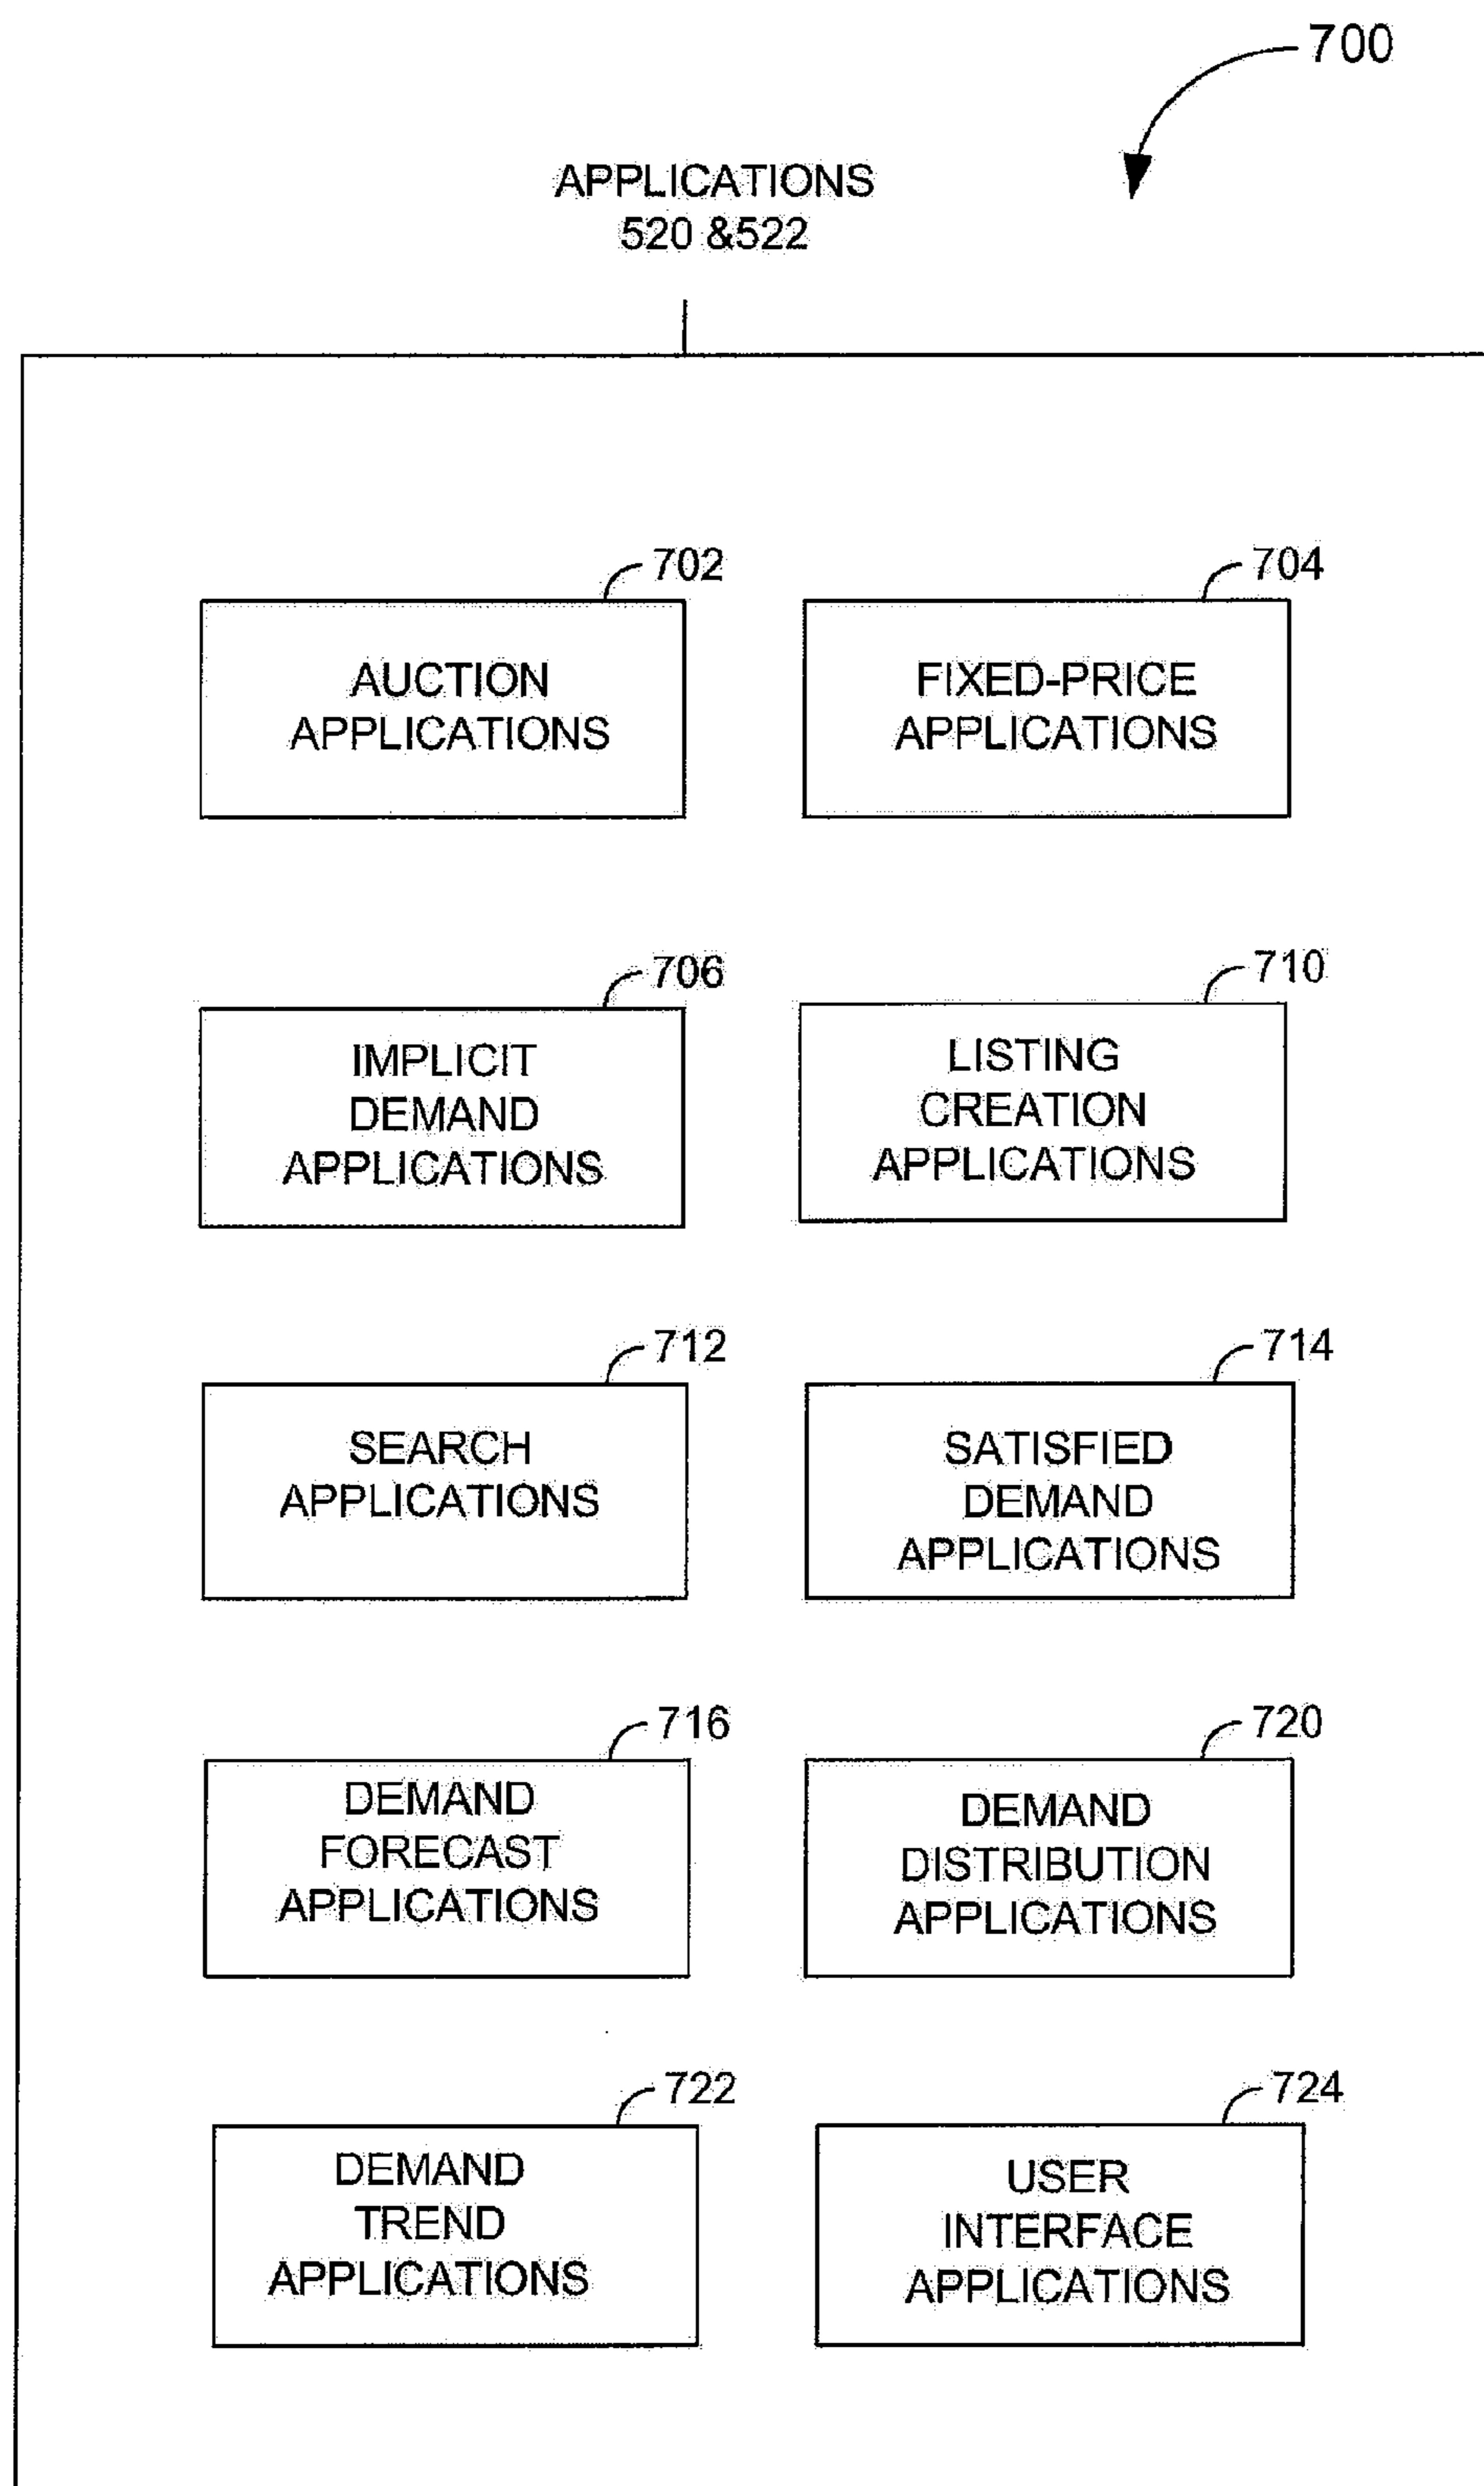 700
APPLICATIONS
520 &522
702
704
AUCTION
APPLICATIONS
FIXED-PRICE
APPLICATIONS
706
710
IMPLICIT
DEMAND
APPLICATIONS
LISTING
CREATION
APPLICATIONS
712
714
SEARCH
APPLICATIONS
SATISFIED
DEMAND
APPLICATIONS
716
720
DEMAND
FORECAST
APPLICATIONS
DEMAND
DISTRIBUTION
APPLICATIONS
722
724
DEMAND
TREND
APPLICATIONS
USER
INTERFACE
APPLICATIONS